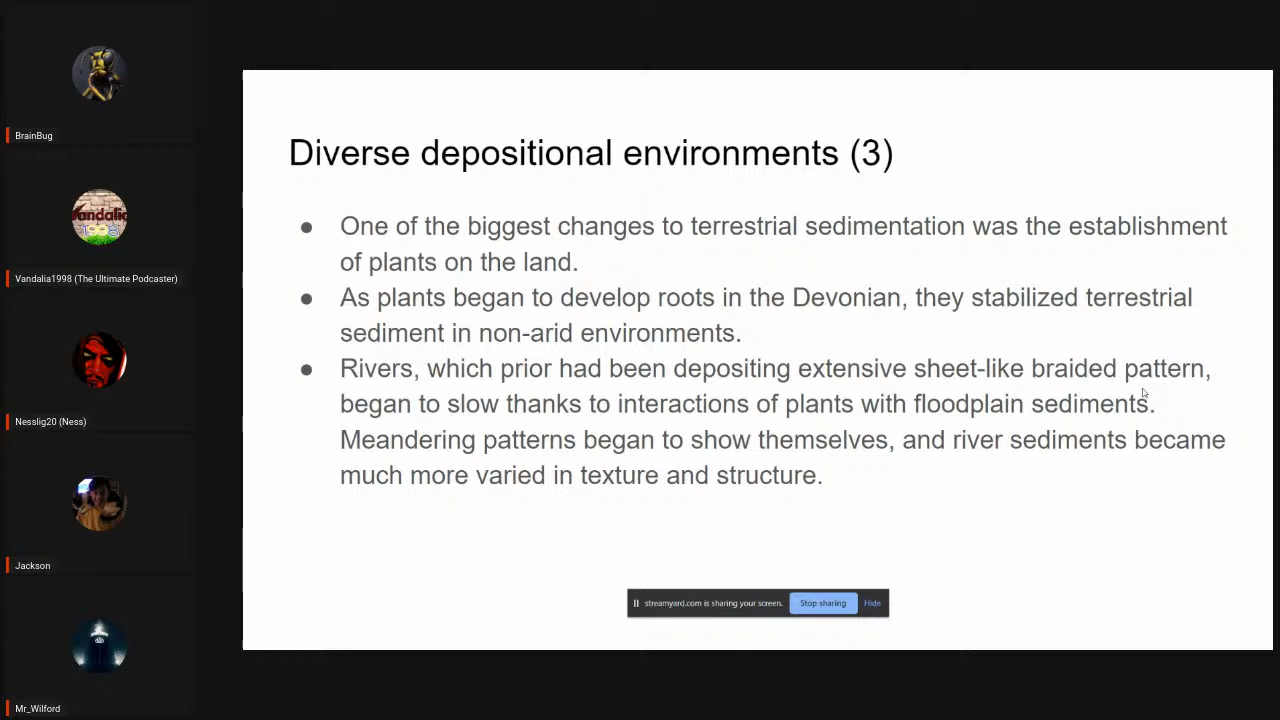 BrainBug
Vandalia
1998
Vandalia1998 (The Ultimate Podcaster)
Nesslig20 (Ness)
Jackson
Mr_Wilford
Diverse depositional environments (3)
● One of the biggest changes to terrestrial sedimentation was the establishment
of plants on the land.
● As plants began to develop roots in the Devonian, they stabilized terrestrial
sediment in non-arid environments.
● Rivers, which prior had been depositing extensive sheet-like braided pattern,
began to slow thanks to interactions of plants with floodplain sediments.
Meandering patterns began to show themselves, and river sediments became
much more varied in texture and structure.
streamyard.com is sharing your screen. Stop sharing Hide